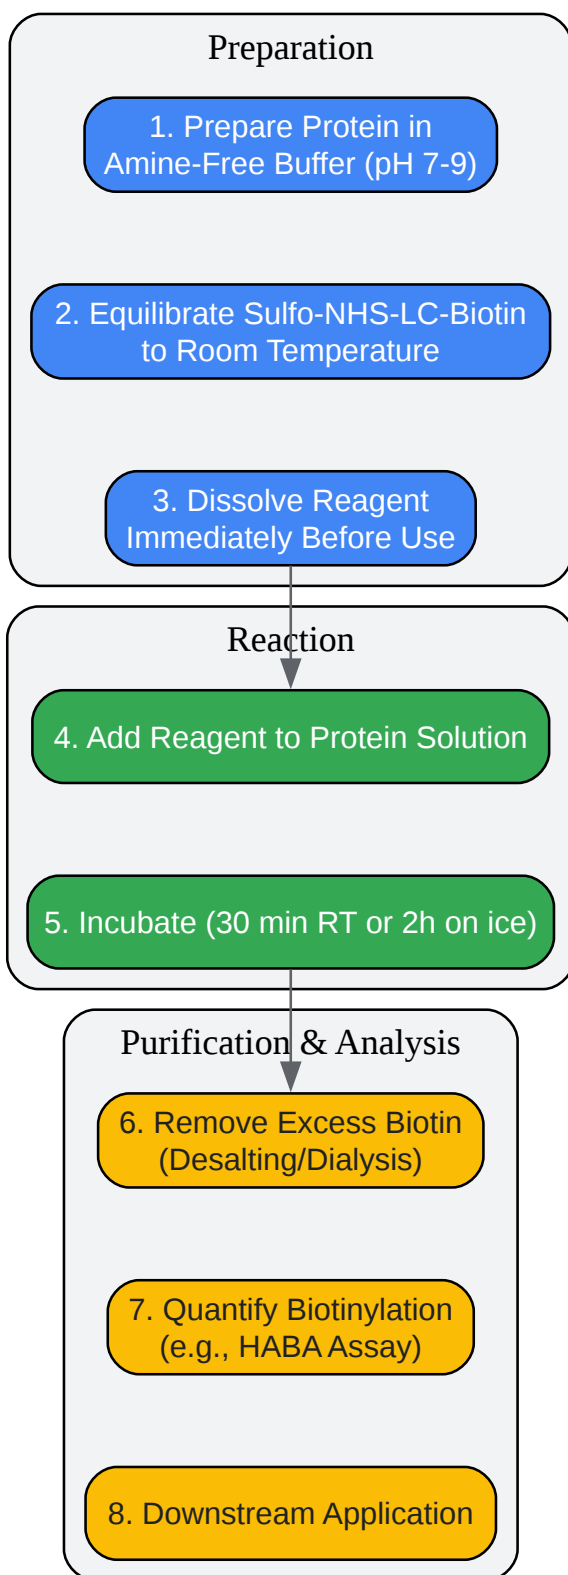 Preparation
1. Prepare Protein in
Amine-Free Buffer (pH 7-9)
2. Equilibrate Sulfo-NHS-LC-Biotin
to Room Temperature
3. Dissolve Reagent
Immediately Before Use
Reaction
4. Add Reagent to Protein Solution
5. Incubate (30 min RT or 2h on ice)
Purification & Analysis
6. Remove Excess Biotin
(Desalting/Dialysis)
7. Quantify Biotinylation
(e.g., HABA Assay)
8. Downstream Application